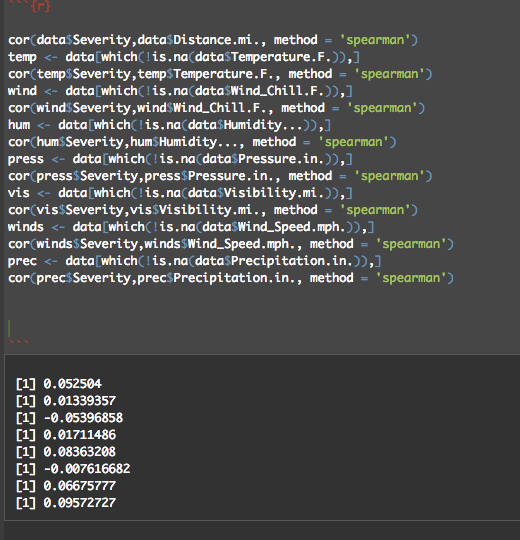 ```{r}
cor(data$Severity,data$Distance.mi., method = 'spearman')
temp <- data[which(!is.na(data$Temperature.F.)),]
cor(temp$Severity,temp$Temperature.F., method = 'spearman')
wind <- data[which(!is.na(data$Wind_Chill.F.)),]
cor(wind$Severity,wind$Wind_Chill.F., method = 'spearman')
hum <- data[which(!is.na(data$Humidity...)),]
cor(hum$Severity,hum$Humidity..., method = 'spearman')
press <- data[which(!is.na(data$Pressure.in.)),]
cor(press$Severity,press$Pressure.in., method = 'spearman')
vis <- data[which(!is.na(data$Visibility.mi.)),]
cor(vis$Severity,vis$Visibility.mi., method = 'spearman')
winds <- data[which(!is.na(data$Wind_Speed.mph.)),]
cor(winds$Severity,winds$Wind_Speed.mph., method = 'spearman')
prec <- data[which(!is.na(data$Precipitation.in.)),]
cor(prec$Severity,prec$Precipitation.in., method = 'spearman')
```
[1] 0.052504
[1] 0.01339357
[1] -0.05396858
[1] 0.01711486
[1] 0.08363208
[1] -0.007616682
[1] 0.06675777
[1] 0.09572727